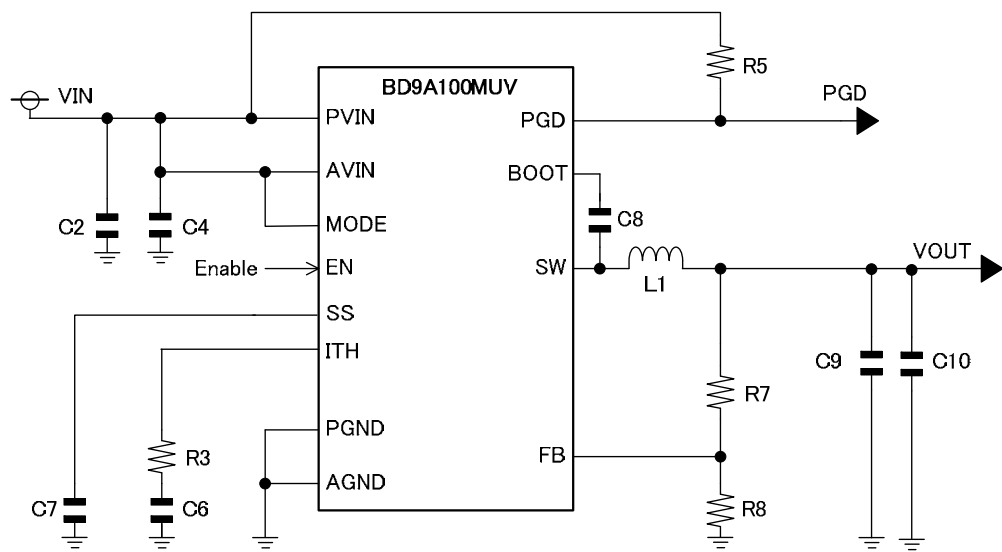 BD9A100MUV
VIN
R5
PGD
PVIN
PGD
AVIN
BOOT
C2
C4
MODE
C8
Enable
EN
SW
L1
VOUT
SS
ITH
C9
C10
R7
PGND
R3
FB
AGND
C7
C6
R8